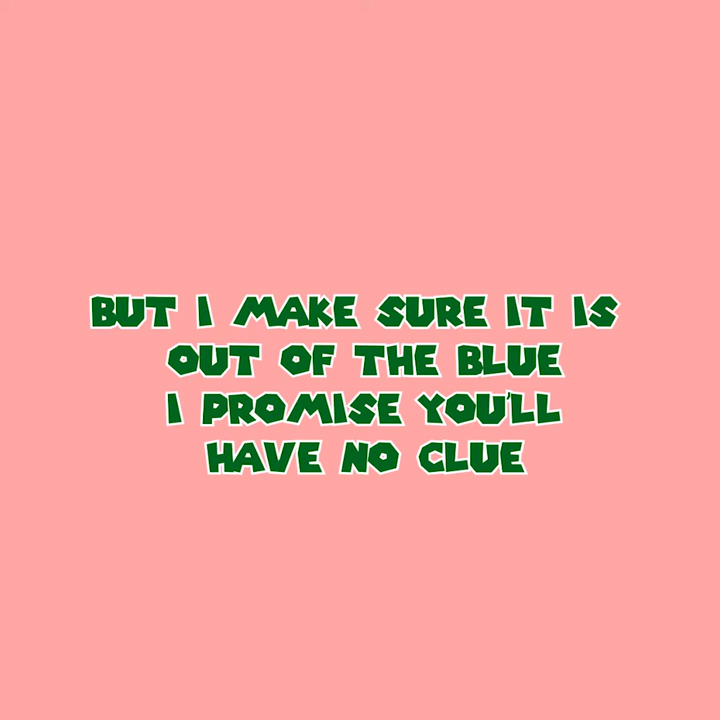 BUT I MAKE SURE IT IS
OUT OF THE BLUE
I PROMISE YOU'LL
HAVE NO CLUE